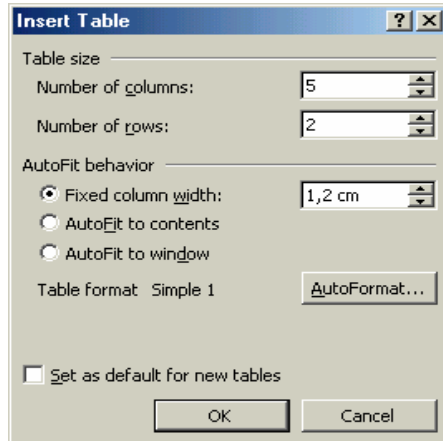 Insert Table
Table size
Number of columns: 5
Number of rows: 2
AutoFit behavior
Fixed column width: 1,2 cm
AutoFit to contents
AutoFit to window
Table format Simple 1 AutoFormat...
Set as default for new tables
OK Cancel